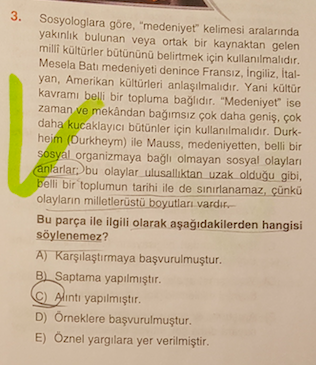 3. Sosyologlara göre, “medeniyet” kelimesi aralarında
yakınlık bulunan veya ortak bir kaynaktan gelen
millî kültürler bütününü belirtmek için kullanılmalıdır.
Mesela Batı medeniyeti denince Fransız, İngiliz, İtal-
yan, Amerikan kültürleri anlaşılmalıdır. Yani kültür
kavramı belli bir topluma bağlıdır. “Medeniyet” ise
zaman ve mekândan bağımsız çok daha geniş, çok
daha kucaklayıcı bütünler için kullanılmalıdır. Durk-
heim (Durkheym) ile Mauss, medeniyetten, belli bir
sosyal organizmaya bağlı olmayan sosyal olayları
anlarlar; bu olaylar ulusallıktan uzak olduğu gibi,
belli bir toplumun tarihi ile de sınırlanamaz, çünkü
olayların milletlerüstü boyutları vardır.
Bu parça ile ilgili olarak aşağıdakilerden hangisi
söylenemez?
A) Karşılaştırmaya başvurulmuştur.
B) Saptama yapılmıştır.
C) Alıntı yapılmıştır.
D) Örneklere başvurulmuştur.
E) Öznel yargılara yer verilmiştir.